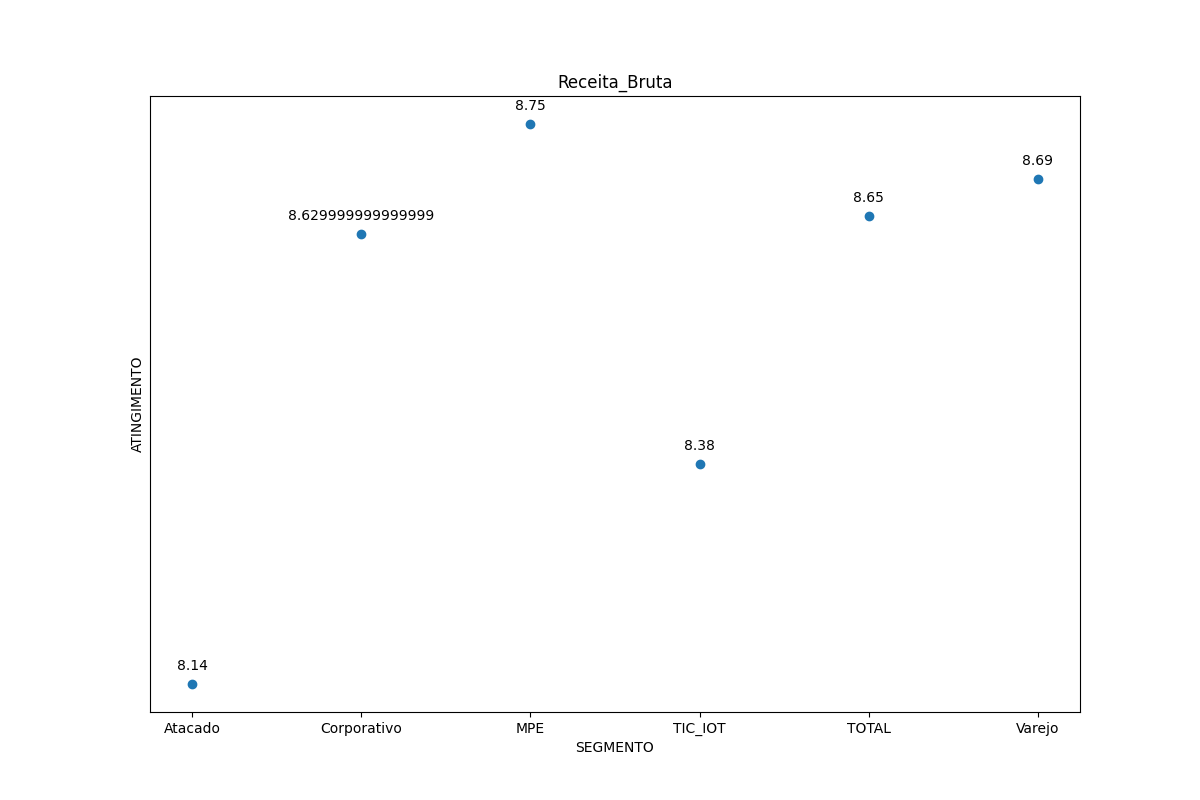 Receita_Bruta
8.75
8.69
8.65
8.629999999999999
8.38
8.14
ATINGIMENTO
Atacado Corporativo MPE TIC_IOT TOTAL Varejo
SEGMENTO